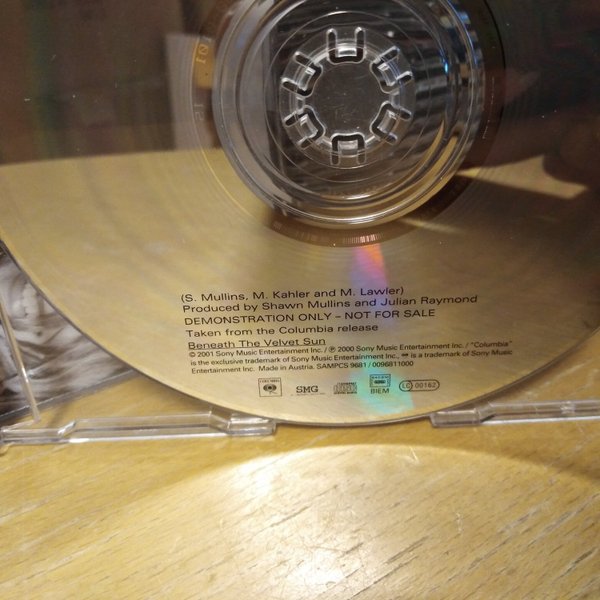 (S. Mullins, M. Kahler and M. Lawler)
Produced by Shawn Mullins and Julian Raymond
DEMONSTRATION ONLY – NOT FOR SALE
Taken from the Columbia release
Beneath The Velvet Sun
© 2001 Sony Music Entertainment Inc. / ℗ 2000 Sony Music Entertainment Inc. / "Columbia"
is the exclusive trademark of Sony Music Entertainment Inc., is a trademark of Sony Music
Entertainment Inc. Made in Austria. SAMPCS 9681 / 0096811000
COLUMBIA SMG BIEM LC 00162